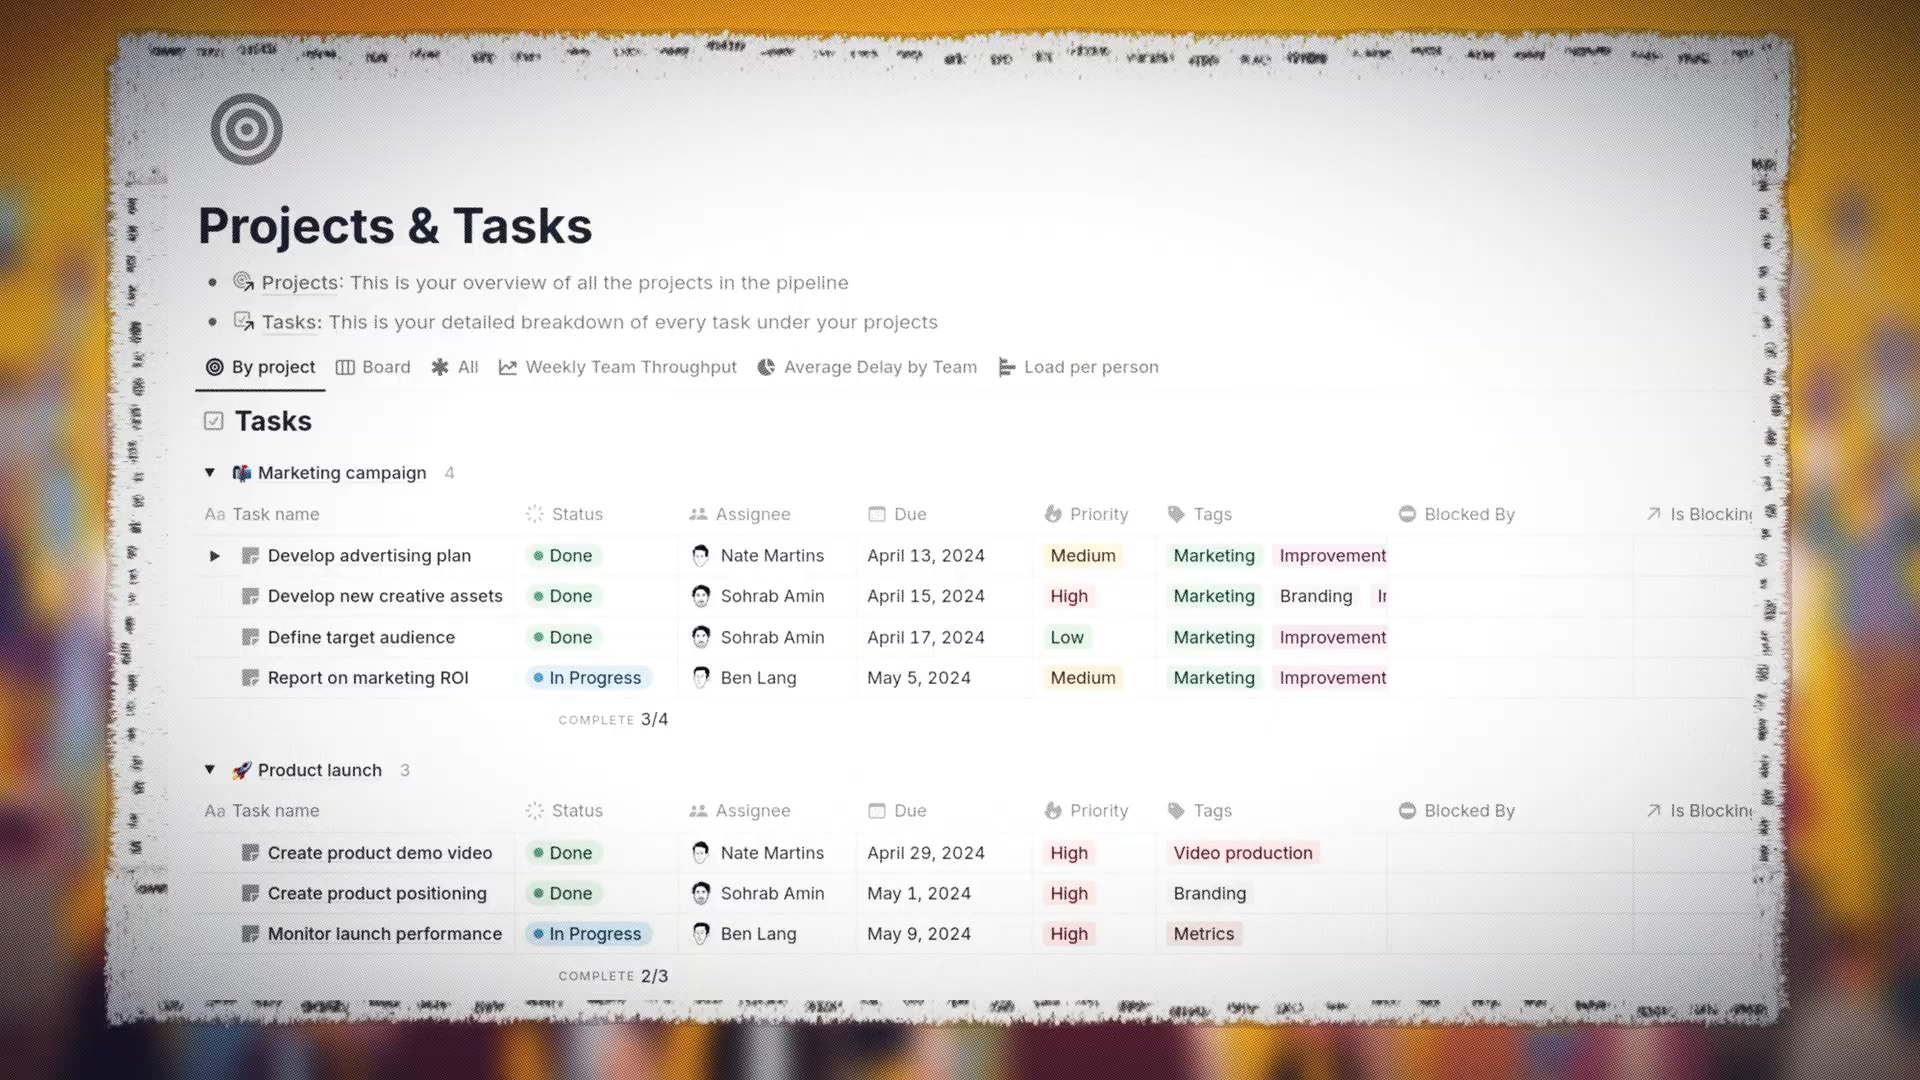 Projects & Tasks
Projects: This is your overview of all the projects in the pipeline
Tasks: This is your detailed breakdown of every task under your projects
By project Board All Weekly Team Throughput Average Delay by Team Load per person
Tasks
Marketing campaign 4
Aa Task name Status Assignee Due Priority Tags Blocked By Is Blocking
Develop advertising plan Done Nate Martins April 13, 2024 Medium Marketing Improvement
Develop new creative assets Done Sohrab Amin April 15, 2024 High Marketing Branding
Define target audience Done Sohrab Amin April 17, 2024 Low Marketing Improvement
Report on marketing ROI In Progress Ben Lang May 5, 2024 Medium Marketing Improvement
COMPLETE 3/4
Product launch 3
Aa Task name Status Assignee Due Priority Tags Blocked By Is Blocking
Create product demo video Done Nate Martins April 29, 2024 High Video production
Create product positioning Done Sohrab Amin May 1, 2024 High Branding
Monitor launch performance In Progress Ben Lang May 9, 2024 High Metrics
COMPLETE 2/3